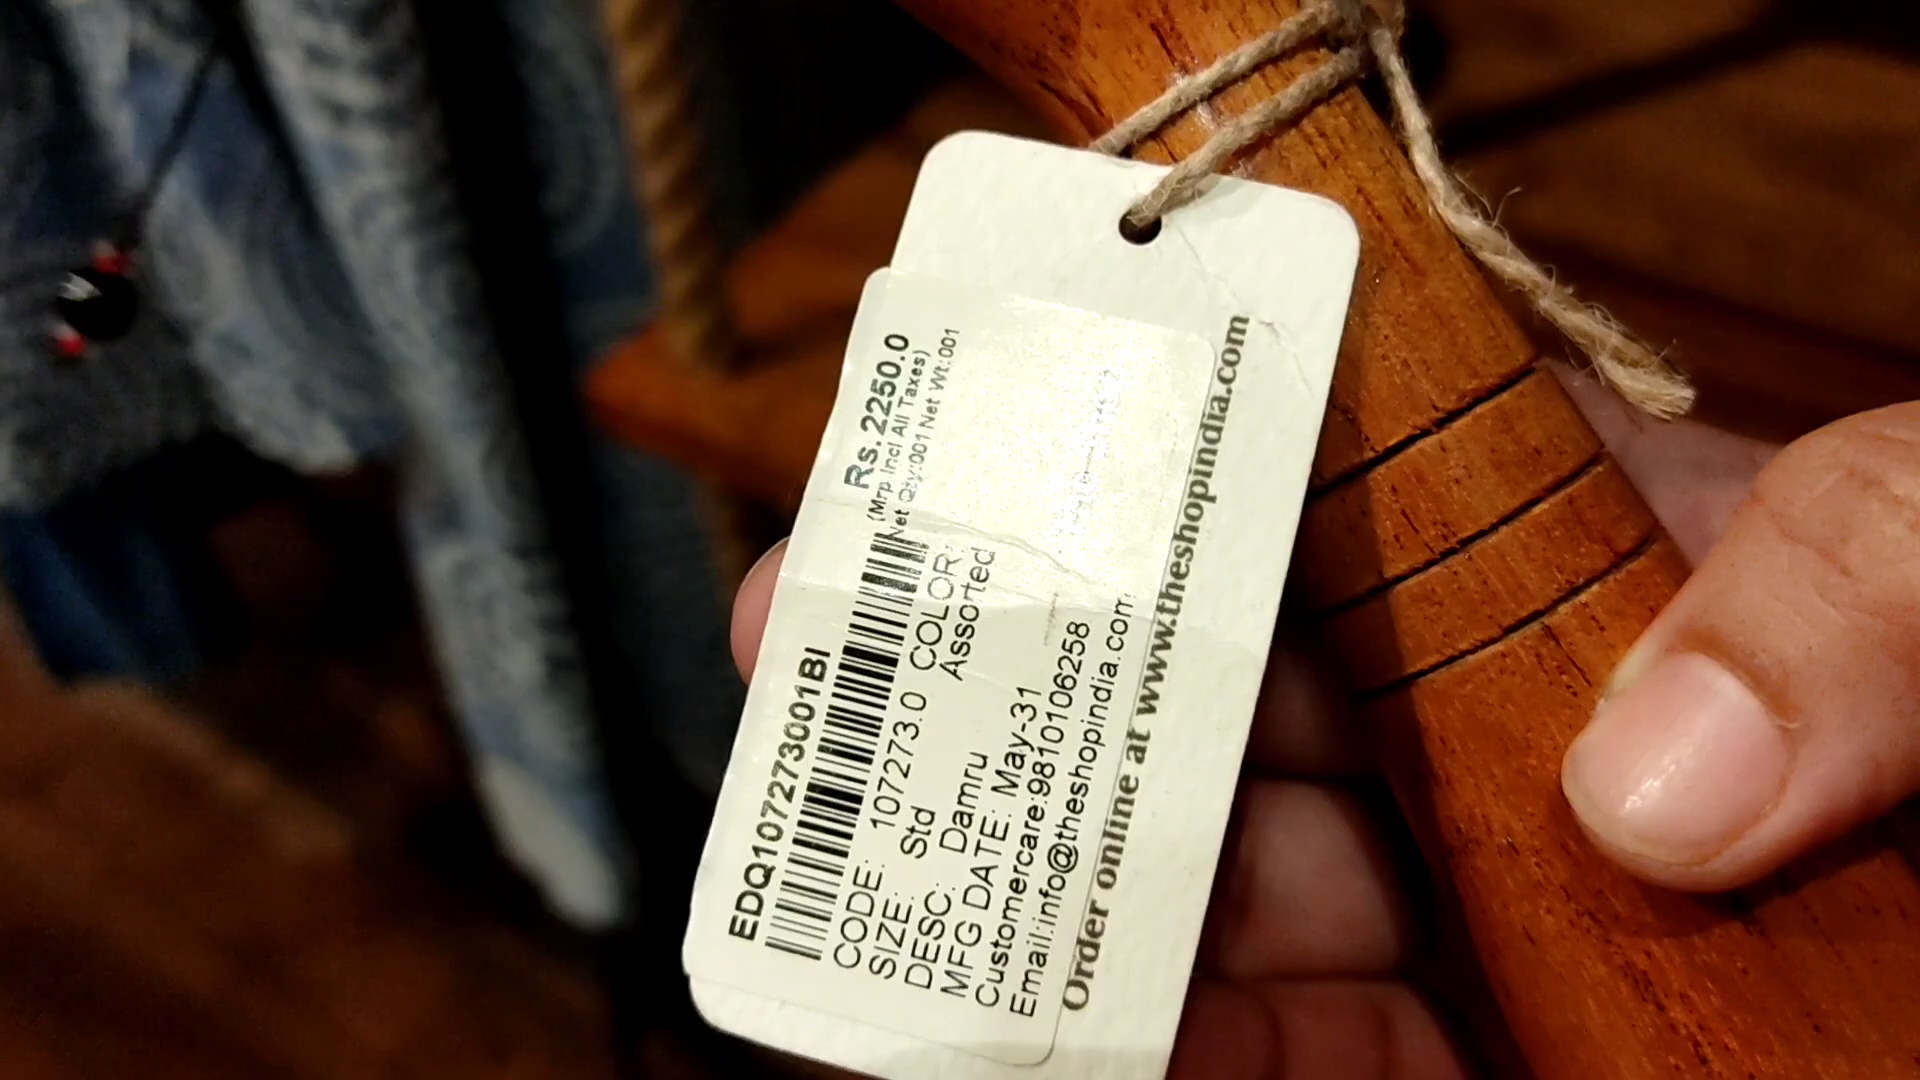 Rs.2250.0
(Mrp Incl All Taxes)
Net Qty:001 Net Wt:001
EDQ107273001BI
CODE: 107273.0 COLOR:
SIZE: Std Assorted
DESC: Damru
MFG DATE: May-31
Customercare:9810106258
Email:info@theshopindia.com
Order online at www.theshopindia.com